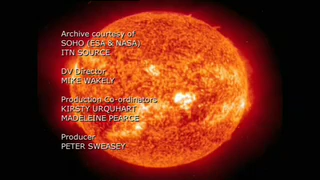 Archive courtesy of
SOHO (ESA & NASA)
ITN SOURCE
DV Director
MIKE WAKELY
Production Co-ordinators
KIRSTY URQUHART
MADELEINE PEARCE
Producer
PETER SWEASEY